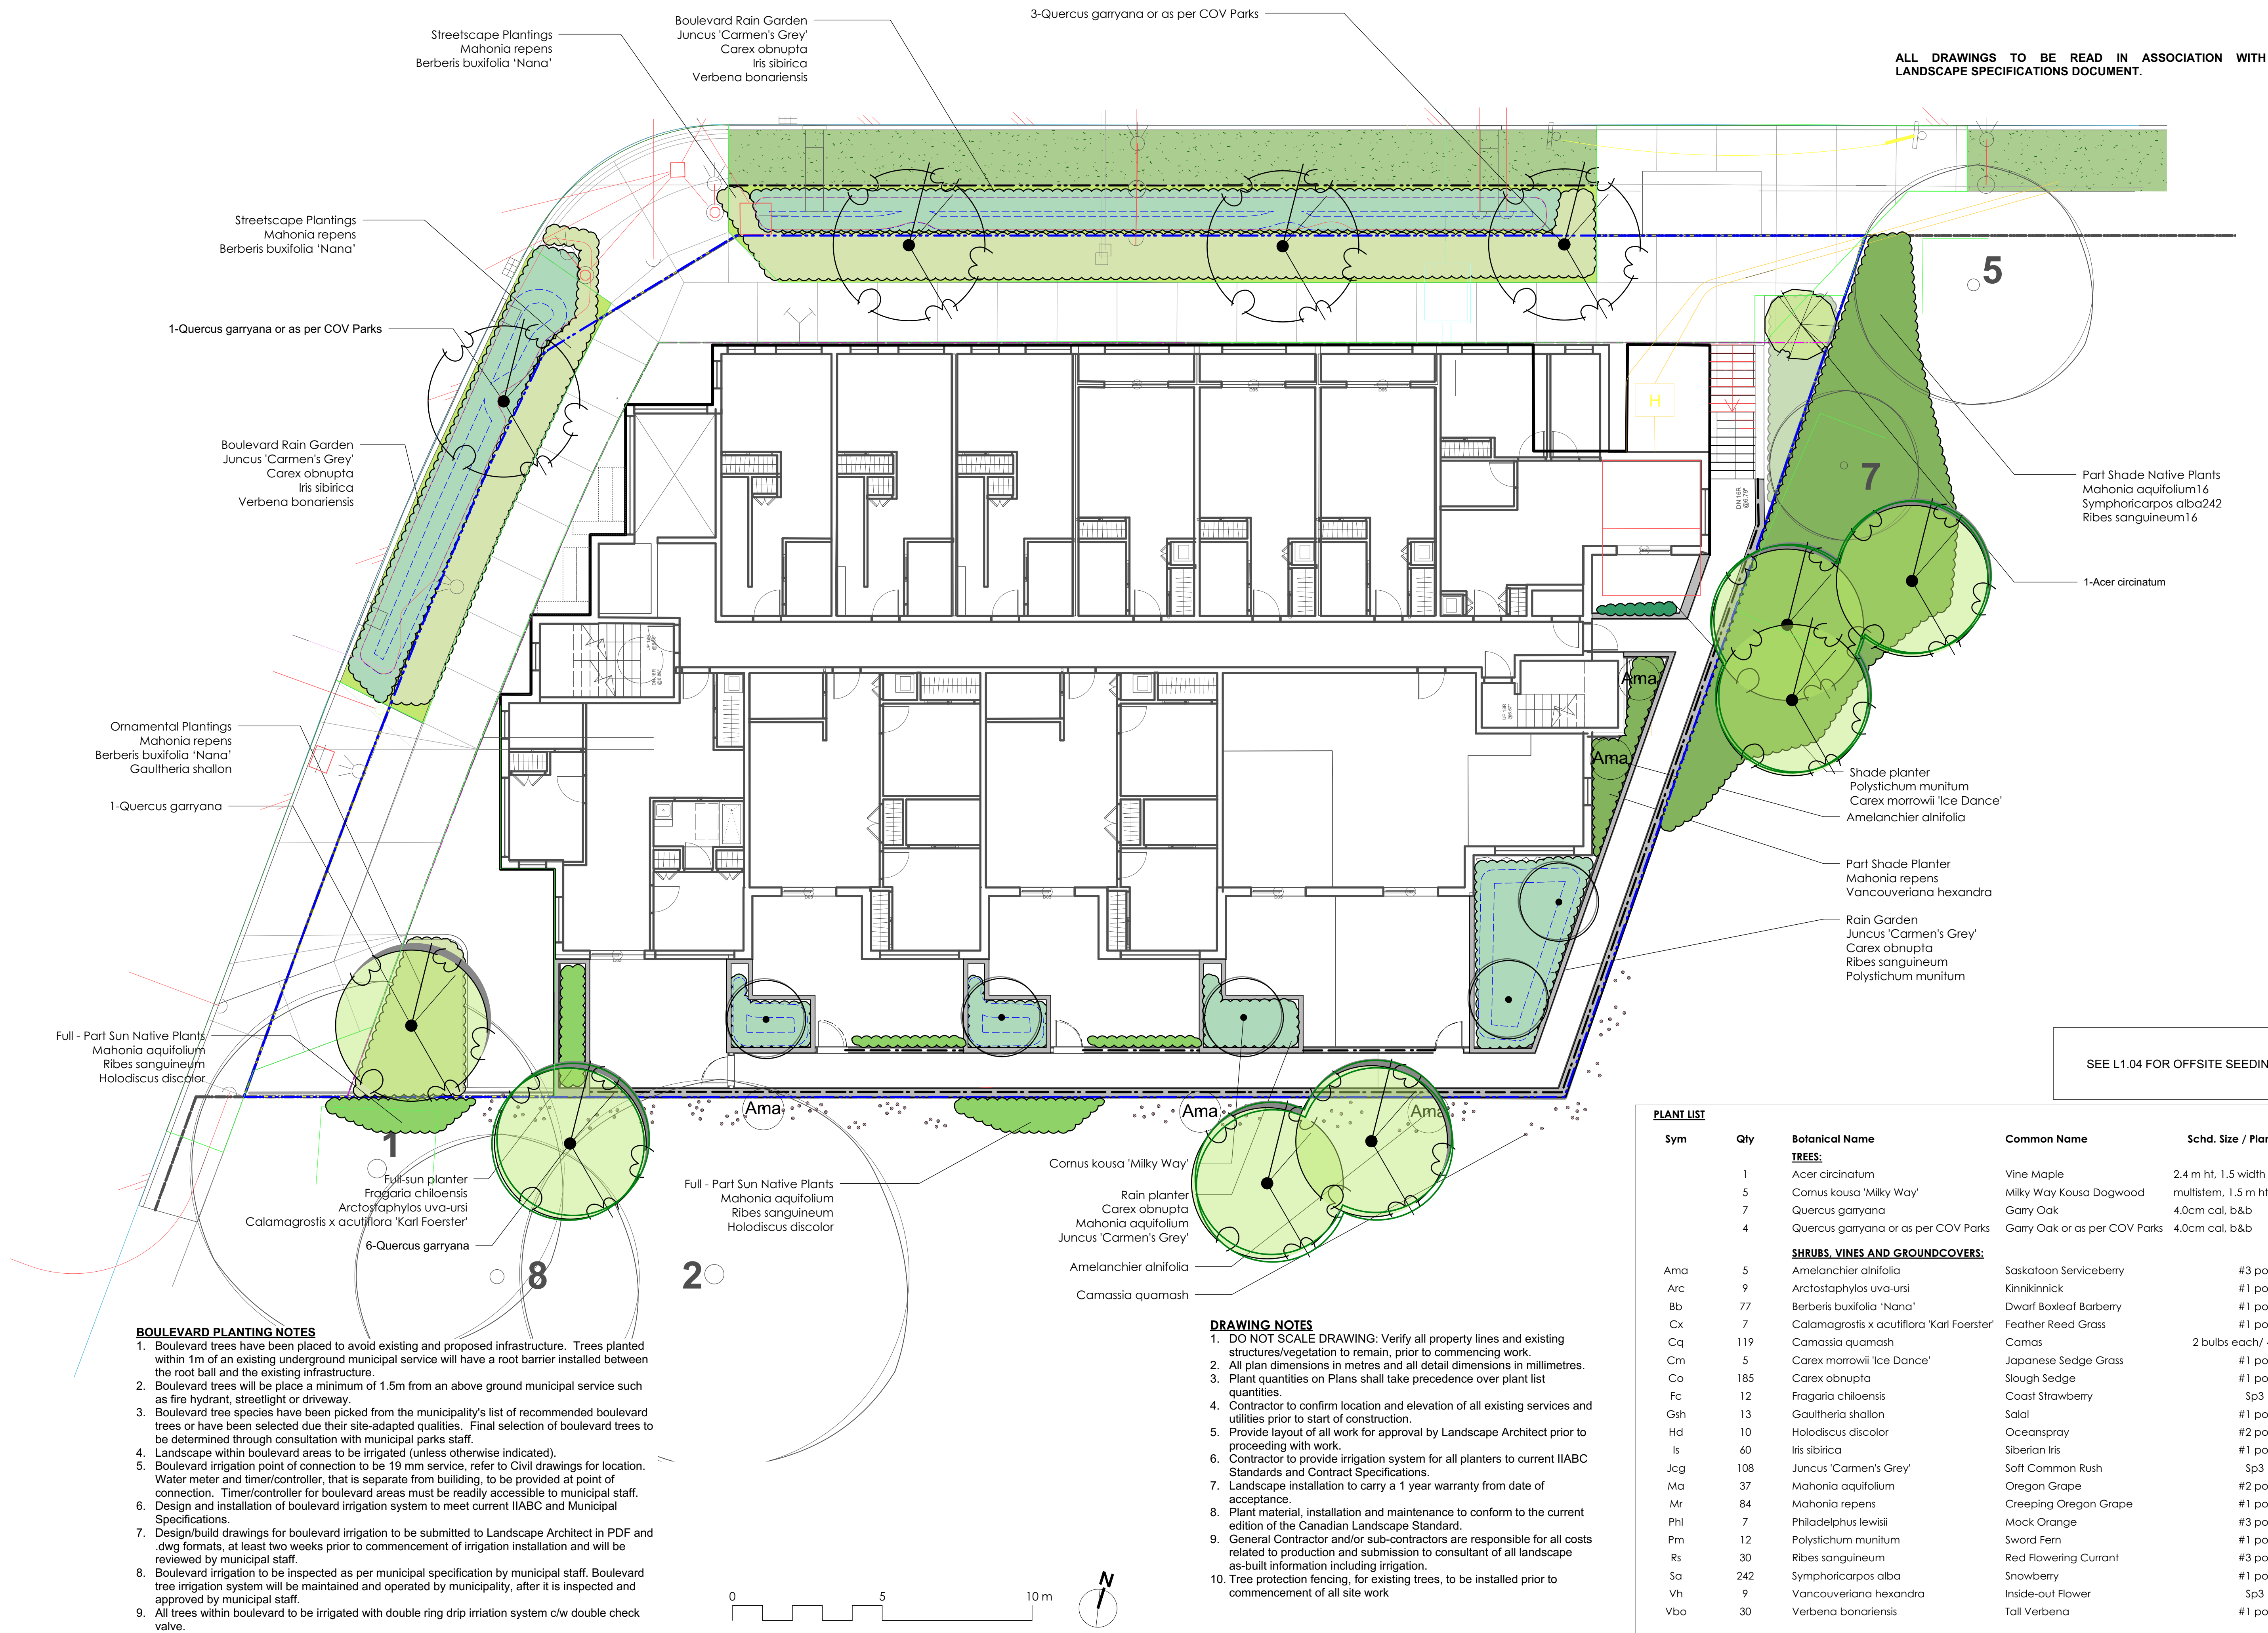 3-Quercus garryana or as per COV Parks
Boulevard Rain Garden
Juncus 'Carmen's Grey'
Carex obnupta
Iris sibirica
Verbena bonariensis
Streetscape Plantings
Mahonia repens
Berberis buxifolia ‘Nana’
ALL DRAWINGS TO BE READ IN ASSOCIATION WITH
LANDSCAPE SPECIFICATIONS DOCUMENT.
Streetscape Plantings
Mahonia repens
Berberis buxifolia ‘Nana’
1-Quercus garryana or as per COV Parks
Boulevard Rain Garden
Juncus 'Carmen's Grey'
Carex obnupta
Iris sibirica
Verbena bonariensis
5
7
H
DN 16R
@6.79"
Part Shade Native Plants
Mahonia aquifolium16
Symphoricarpos alba242
Ribes sanguineum16
1-Acer circinatum
Ama
Ama
Ornamental Plantings
Mahonia repens
Berberis buxifolia ‘Nana’
Gaultheria shallon
1-Quercus garryana
Shade planter
Polystichum munitum
Carex morrowii 'Ice Dance'
Amelanchier alnifolia
Part Shade Planter
Mahonia repens
Vancouveriana hexandra
Rain Garden
Juncus 'Carmen's Grey'
Carex obnupta
Ribes sanguineum
Polystichum munitum
Full - Part Sun Native Plants
Mahonia aquifolium
Ribes sanguineum
Holodiscus discolor
1
Ama
Ama
Ama
Full-sun planter
Fragaria chiloensis
Arctostaphylos uva-ursi
Calamagrostis x acutiflora 'Karl Foerster'
6-Quercus garryana
8
2
Full - Part Sun Native Plants
Mahonia aquifolium
Ribes sanguineum
Holodiscus discolor
Cornus kousa 'Milky Way'
Rain planter
Carex obnupta
Mahonia aquifolium
Juncus 'Carmen's Grey'
Amelanchier alnifolia
Camassia quamash
SEE L1.04 FOR OFFSITE SEEDIN
BOULEVARD PLANTING NOTES
1. Boulevard trees have been placed to avoid existing and proposed infrastructure. Trees planted
within 1m of an existing underground municipal service will have a root barrier installed between
the root ball and the existing infrastructure.
2. Boulevard trees will be place a minimum of 1.5m from an above ground municipal service such
as fire hydrant, streetlight or driveway.
3. Boulevard tree species have been picked from the municipality's list of recommended boulevard
trees or have been selected due their site-adapted qualities. Final selection of boulevard trees to
be determined through consultation with municipal parks staff.
4. Landscape within boulevard areas to be irrigated (unless otherwise indicated).
5. Boulevard irrigation point of connection to be 19 mm service, refer to Civil drawings for location.
Water meter and timer/controller, that is separate from builiding, to be provided at point of
connection. Timer/controller for boulevard areas must be readily accessible to municipal staff.
6. Design and installation of boulevard irrigation system to meet current IIABC and Municipal
Specifications.
7. Design/build drawings for boulevard irrigation to be submitted to Landscape Architect in PDF and
.dwg formats, at least two weeks prior to commencement of irrigation installation and will be
reviewed by municipal staff.
8. Boulevard irrigation to be inspected as per municipal specification by municipal staff. Boulevard
tree irrigation system will be maintained and operated by municipality, after it is inspected and
approved by municipal staff.
9. All trees within boulevard to be irrigated with double ring drip irriation system c/w double check
valve.
0 5 10 m
N
DRAWING NOTES
1. DO NOT SCALE DRAWING: Verify all property lines and existing
structures/vegetation to remain, prior to commencing work.
2. All plan dimensions in metres and all detail dimensions in millimetres.
3. Plant quantities on Plans shall take precedence over plant list
quantities.
4. Contractor to confirm location and elevation of all existing services and
utilities prior to start of construction.
5. Provide layout of all work for approval by Landscape Architect prior to
proceeding with work.
6. Contractor to provide irrigation system for all planters to current IIABC
Standards and Contract Specifications.
7. Landscape installation to carry a 1 year warranty from date of
acceptance.
8. Plant material, installation and maintenance to conform to the current
edition of the Canadian Landscape Standard.
9. General Contractor and/or sub-contractors are responsible for all costs
related to production and submission to consultant of all landscape
as-built information including irrigation.
10. Tree protection fencing, for existing trees, to be installed prior to
commencement of all site work
PLANT LIST
Sym Qty Botanical Name Common Name Schd. Size / Plan
TREES:
1 Acer circinatum Vine Maple 2.4 m ht, 1.5 width
5 Cornus kousa 'Milky Way' Milky Way Kousa Dogwood multistem, 1.5 m ht
7 Quercus garryana Garry Oak 4.0cm cal, b&b
4 Quercus garryana or as per COV Parks Garry Oak or as per COV Parks 4.0cm cal, b&b
SHRUBS, VINES AND GROUNDCOVERS:
Ama 5 Amelanchier alnifolia Saskatoon Serviceberry #3 po
Arc 9 Arctostaphylos uva-ursi Kinnikinnick #1 po
Bb 77 Berberis buxifolia ‘Nana’ Dwarf Boxleaf Barberry #1 po
Cx 7 Calamagrostis x acutiflora 'Karl Foerster' Feather Reed Grass #1 po
Cq 119 Camassia quamash Camas 2 bulbs each/
Cm 5 Carex morrowii 'Ice Dance' Japanese Sedge Grass #1 po
Co 185 Carex obnupta Slough Sedge #1 po
Fc 12 Fragaria chiloensis Coast Strawberry Sp3
Gsh 13 Gaultheria shallon Salal #1 po
Hd 10 Holodiscus discolor Oceanspray #2 po
Is 60 Iris sibirica Siberian Iris #1 po
Jcg 108 Juncus 'Carmen's Grey' Soft Common Rush Sp3
Ma 37 Mahonia aquifolium Oregon Grape #2 po
Mr 84 Mahonia repens Creeping Oregon Grape #1 po
Phl 7 Philadelphus lewisii Mock Orange #3 po
Pm 12 Polystichum munitum Sword Fern #1 po
Rs 30 Ribes sanguineum Red Flowering Currant #3 po
Sa 242 Symphoricarpos alba Snowberry #1 po
Vh 9 Vancouveriana hexandra Inside-out Flower Sp3
Vbo 30 Verbena bonariensis Tall Verbena #1 po